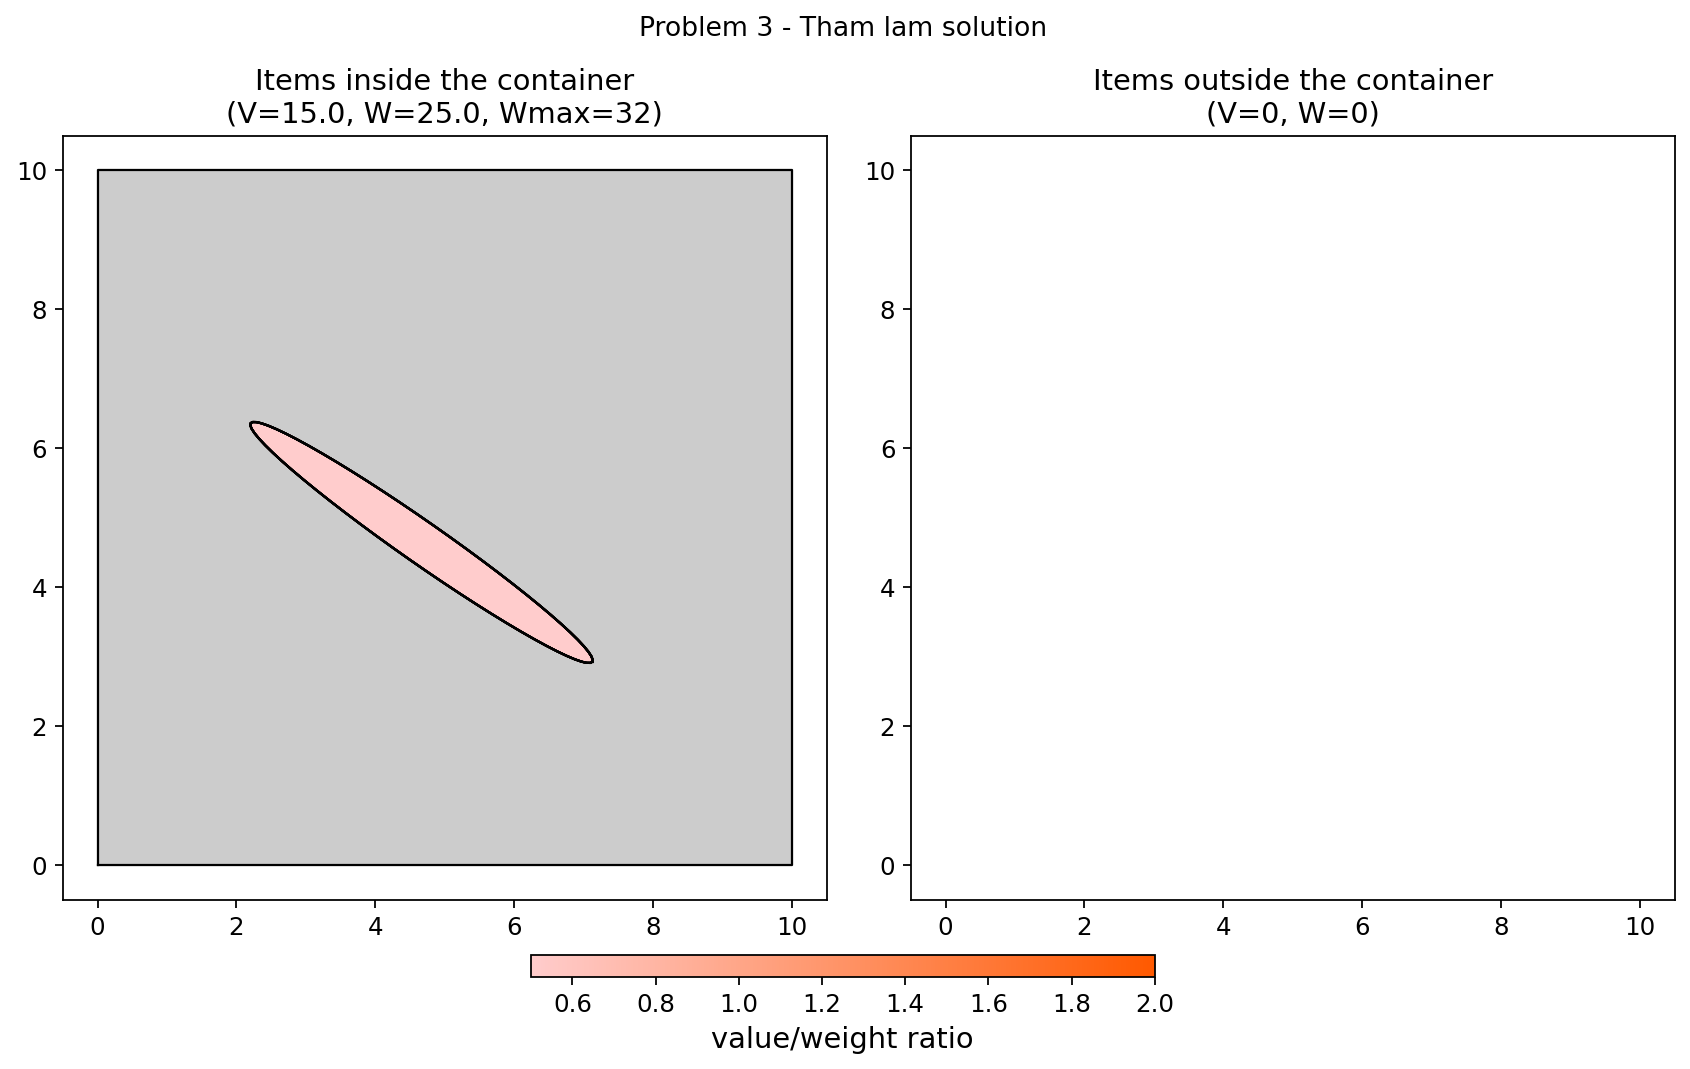 Problem 3 - Tham lam solution
Items inside the container
(V=15.0, W=25.0, Wmax=32)
10
8
6
4
2
0
0 2 4 6 8 10
Items outside the container
(V=0, W=0)
10
8
6
4
2
0
0 2 4 6 8 10
0.6 0.8 1.0 1.2 1.4 1.6 1.8 2.0
value/weight ratio